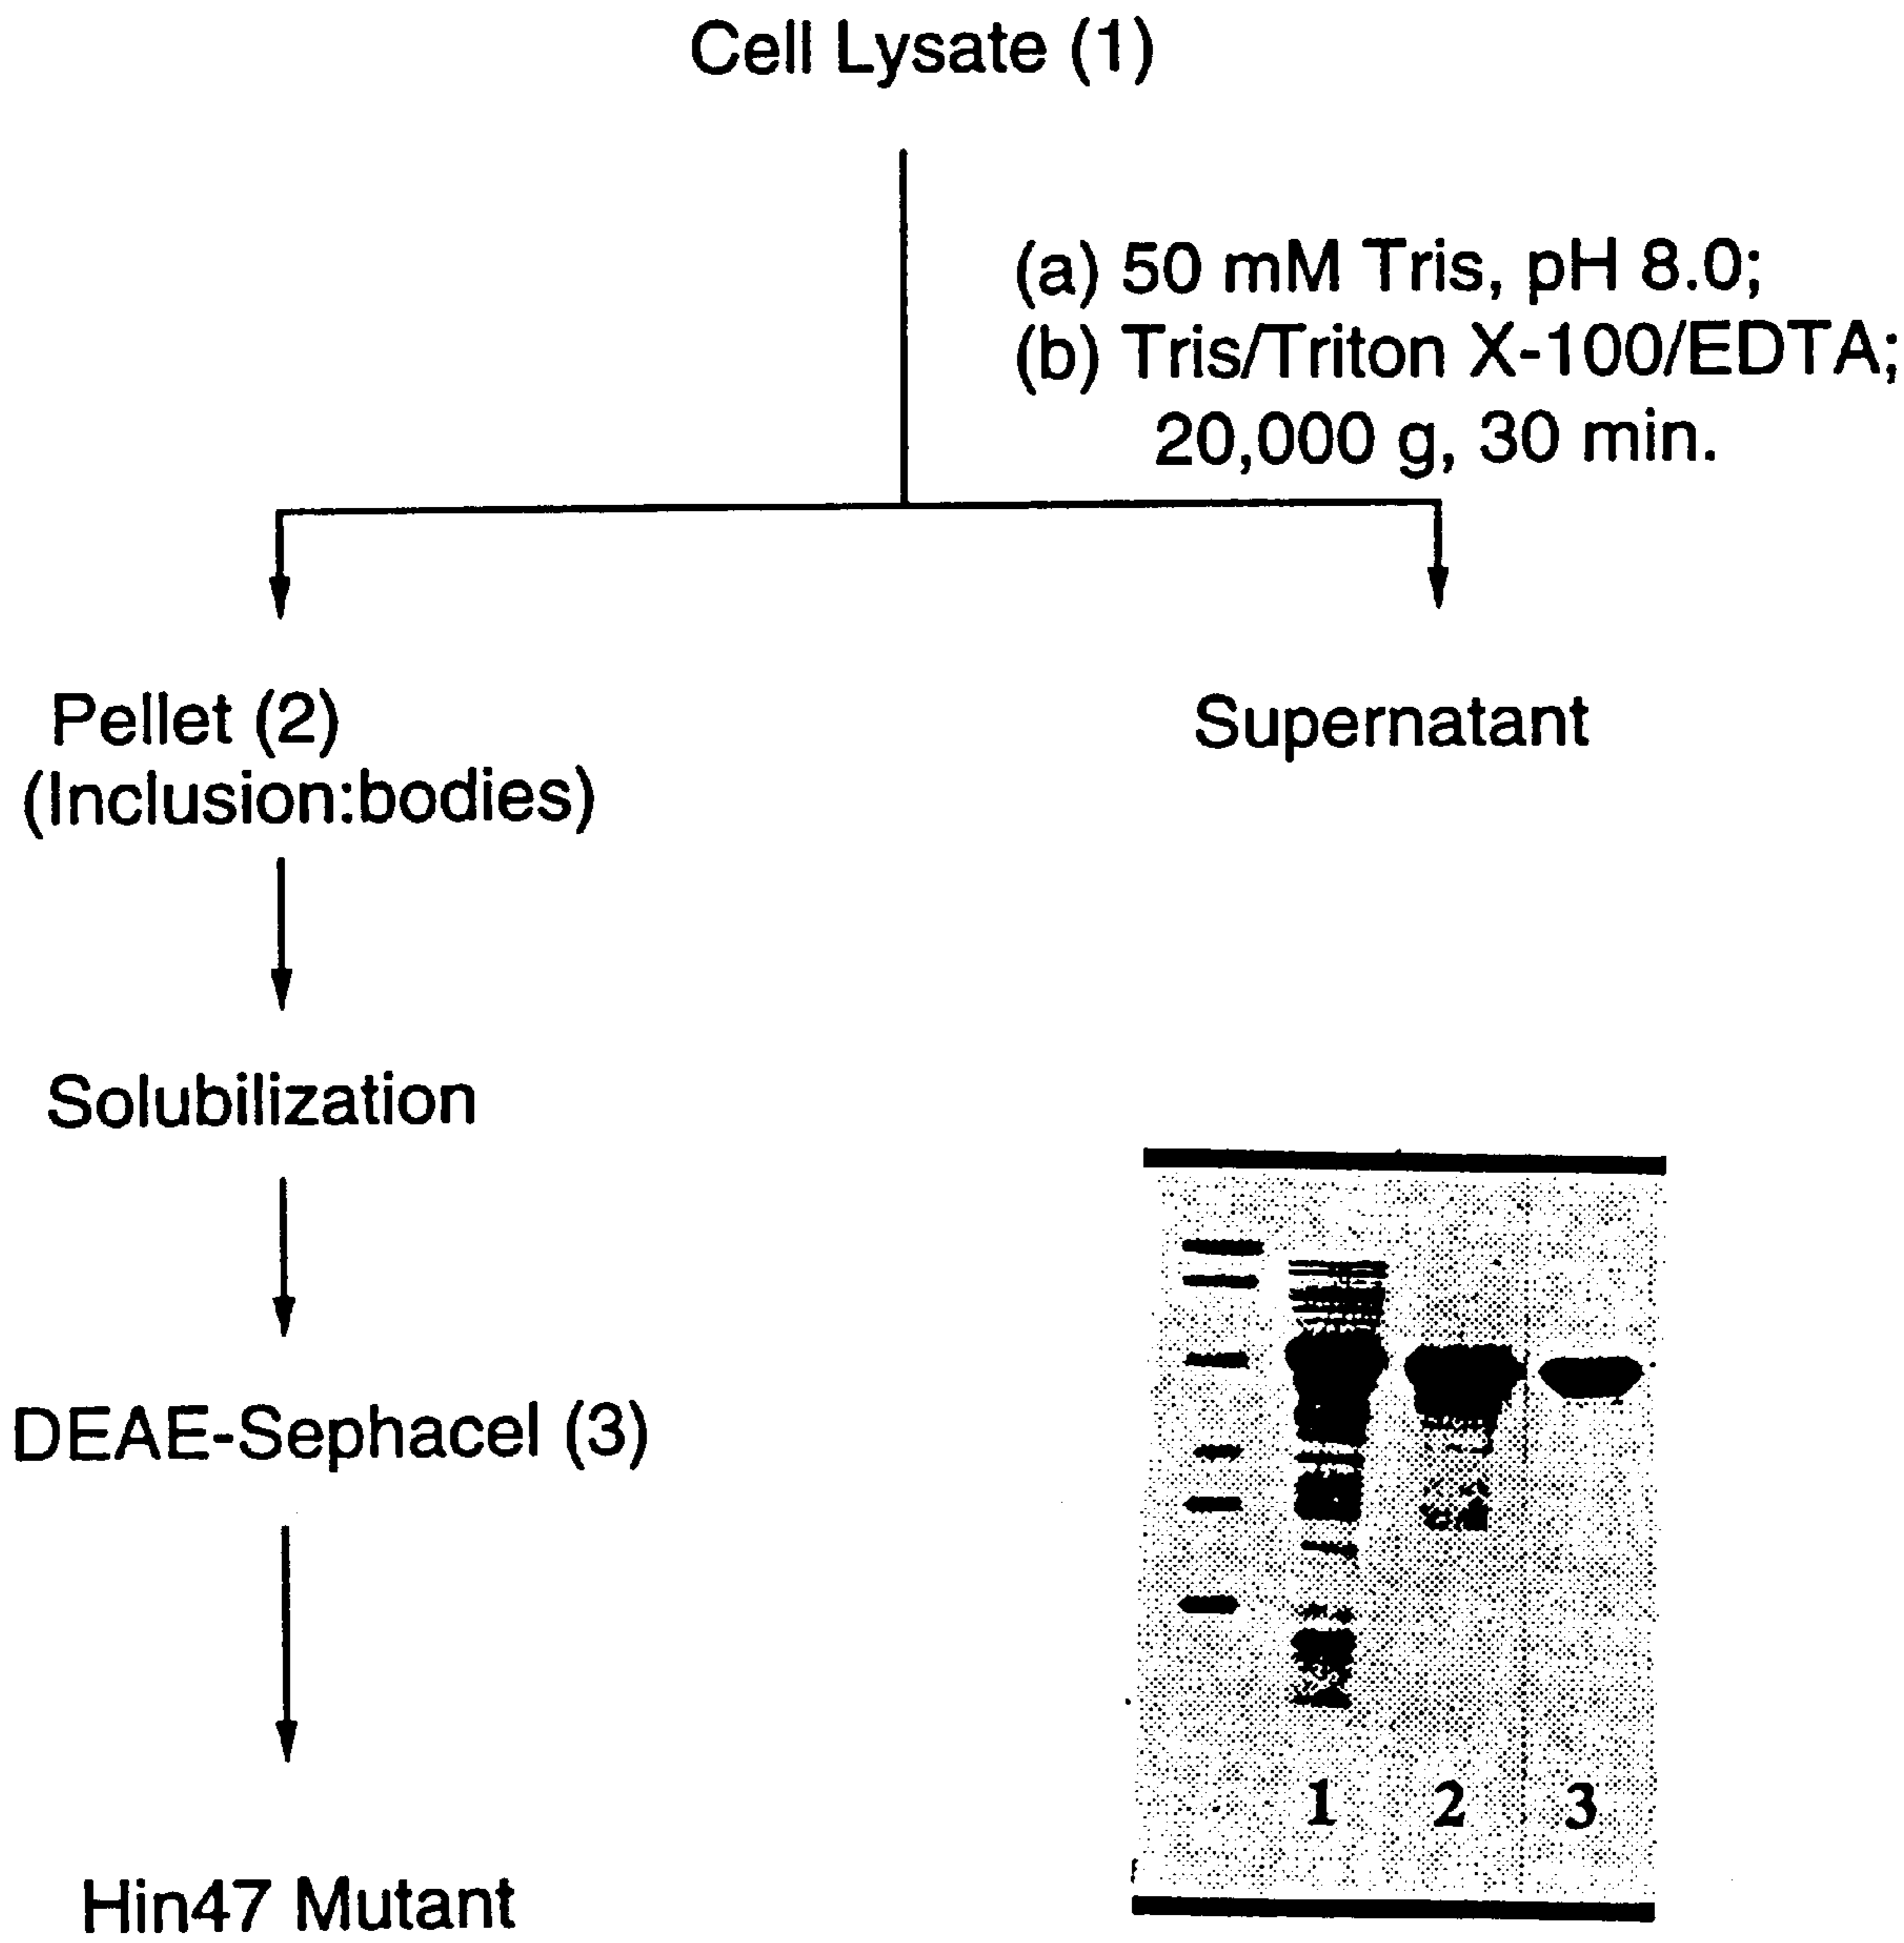 Cell Lysate (1)
(a) 50 mM Tris, pH 8.0;
(b) Tris/Triton X-100/EDTA;
20,000 g, 30 min.
Pellet (2)
(Inclusion:bodies)
Supernatant
Solubilization
DEAE-Sephacel (3)
Hin47 Mutant
1 2 3